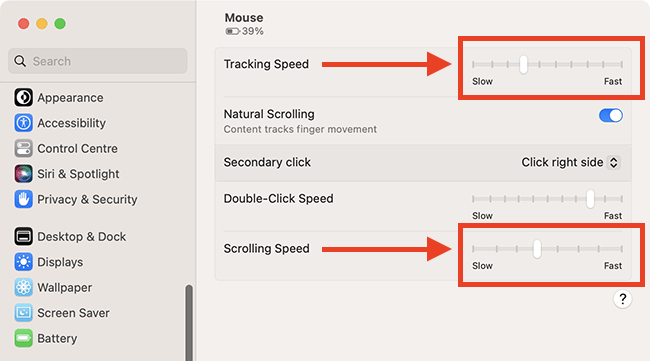 Mouse
39%
Search
Appearance
Accessibility
Control Centre
Siri & Spotlight
Privacy & Security
Desktop & Dock
Displays
Wallpaper
Screen Saver
Battery
Tracking Speed
Slow Fast
Natural Scrolling
Content tracks finger movement
Secondary click Click right side
Double-Click Speed
Slow Fast
Scrolling Speed
Slow Fast
?